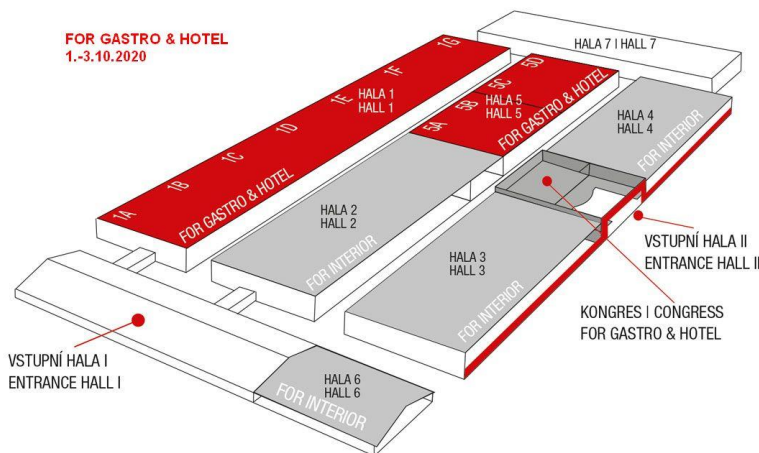 FOR GASTRO & HOTEL
1.-3.10.2020
HALA 7 | HALL 7
1G
1F
1E
1D
1C
1B
1A
HALA 1
HALL 1
FOR GASTRO & HOTEL
5D
5C
5B
5A
HALA 5
HALL 5
FOR GASTRO & HOTEL
HALA 4
HALL 4
FOR INTERIOR
HALA 2
HALL 2
FOR INTERIOR
HALA 3
HALL 3
FOR INTERIOR
VSTUPNÍ HALA II
ENTRANCE HALL II
KONGRES | CONGRESS
FOR GASTRO & HOTEL
VSTUPNÍ HALA I
ENTRANCE HALL I
HALA 6
HALL 6
FOR INTERIOR